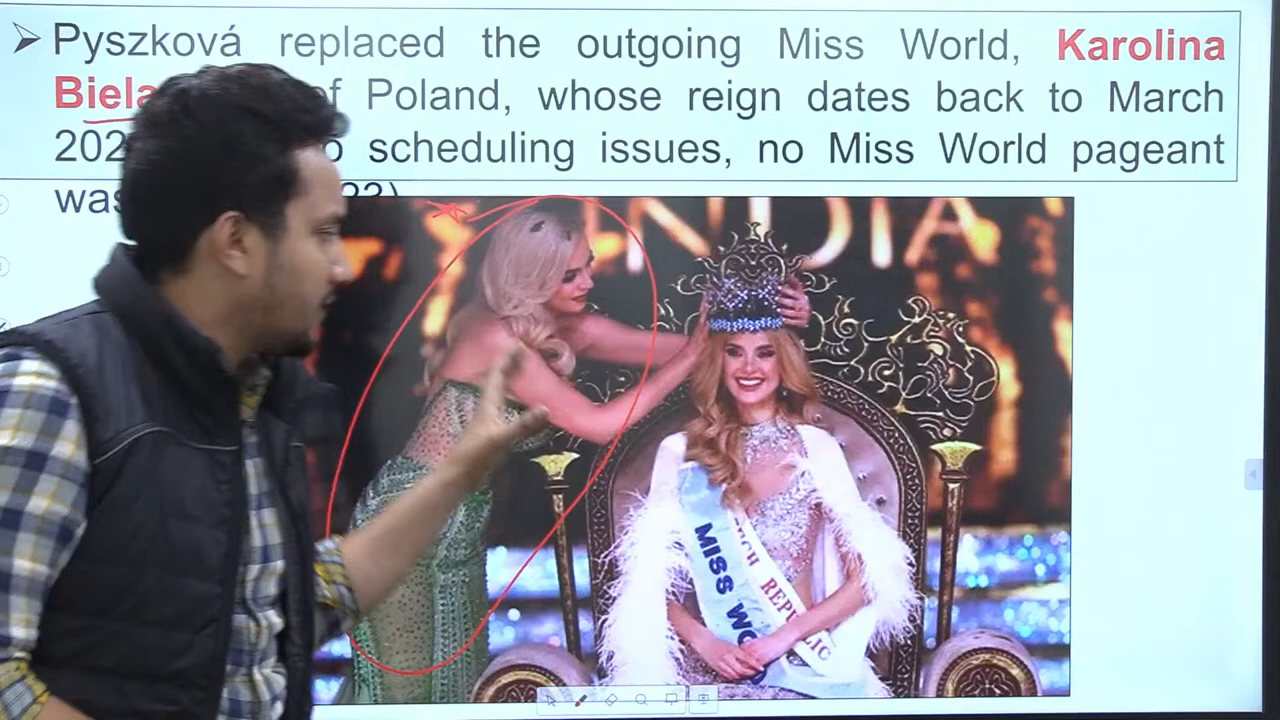 Pyszková replaced the outgoing Miss World, Karolina
Biela of Poland, whose reign dates back to March
202 scheduling issues, no Miss World pageant
was
INDIA
MISS WO
REPUBLIC